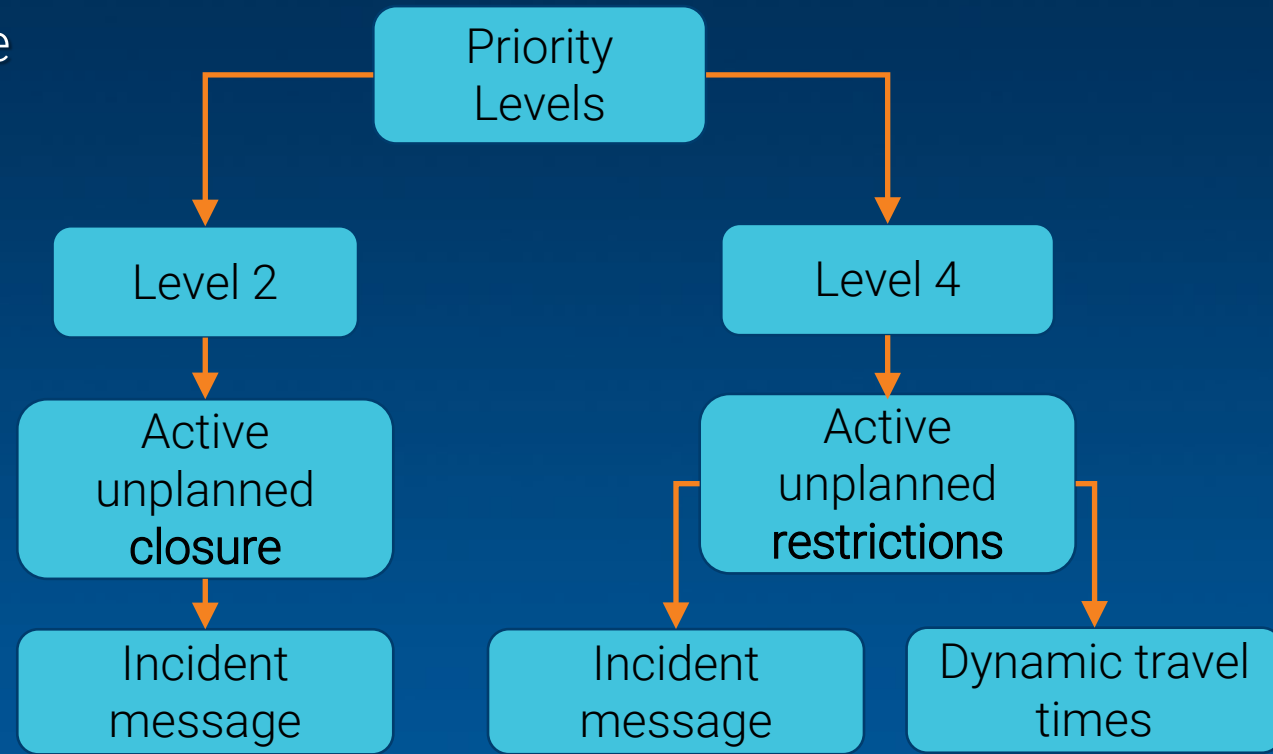 Priority
Levels
Level 2
Level 4
Active
unplanned
closure
Active
unplanned
restrictions
Incident
message
Incident
message
Dynamic travel
times